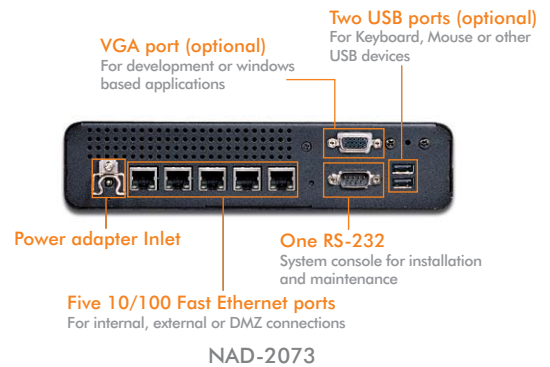 Two USB ports (optional)
For Keyboard, Mouse or other
USB devices
VGA port (optional)
For development or windows
based applications
Power adapter Inlet
One RS-232
System console for installation
and maintenance
Five 10/100 Fast Ethernet ports
For internal, external or DMZ connections
NAD-2073